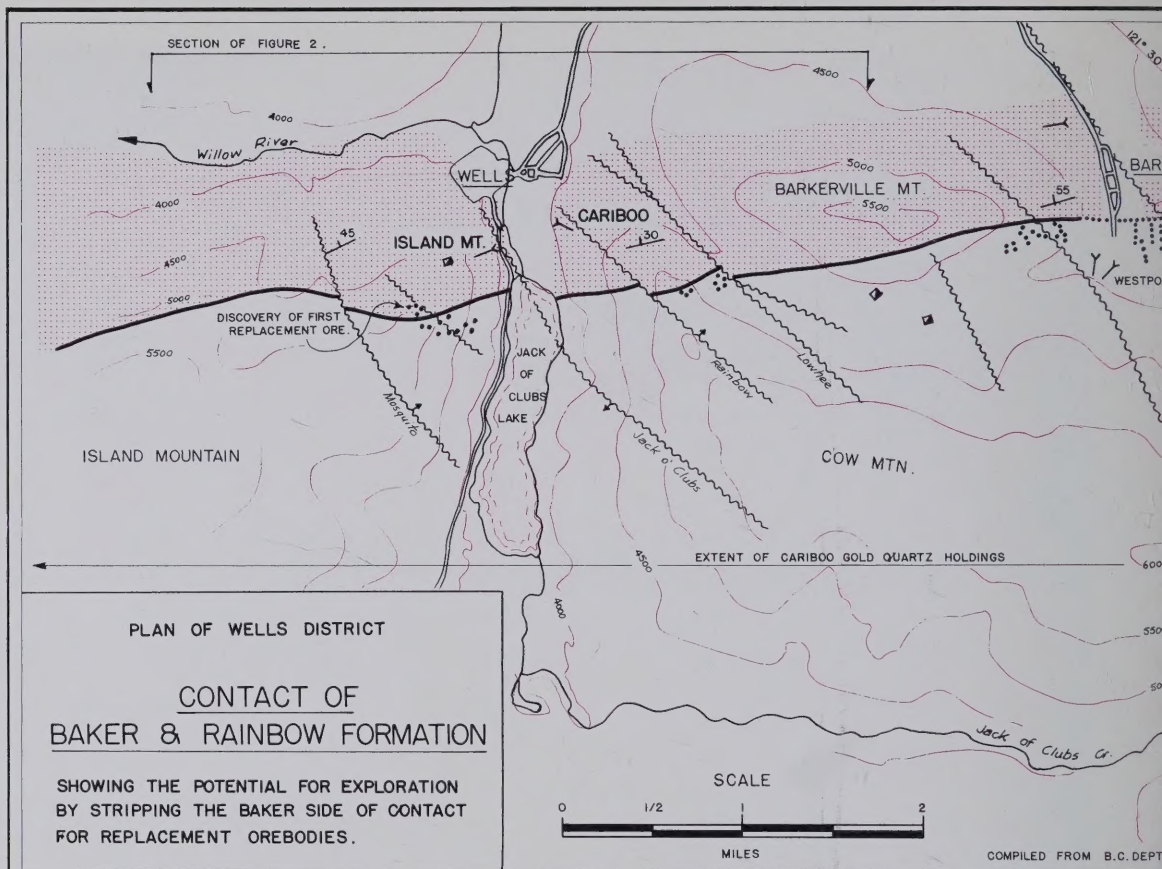 SECTION OF FIGURE 2.
121° 30
4500
4000
Willow River
WELLS
5000
BARKERVILLE MT.
5500
BAR
55
4000
CARIBOO
45
ISLAND MT.
30
4500
5000
DISCOVERY OF FIRST
REPLACEMENT ORE.
WESTPO
5500
JACK
OF
CLUBS
LAKE
Mosquito
Rainbow
Lowhee
Jack o' Clubs
ISLAND MOUNTAIN
COW MTN.
4500
EXTENT OF CARIBOO GOLD QUARTZ HOLDINGS
600
4000
550
50
Jack of Clubs Cr.
PLAN OF WELLS DISTRICT
CONTACT OF
BAKER & RAINBOW FORMATION
SHOWING THE POTENTIAL FOR EXPLORATION
BY STRIPPING THE BAKER SIDE OF CONTACT
FOR REPLACEMENT OREBODIES.
SCALE
0 1/2 1 2
MILES
COMPILED FROM B.C. DEPT